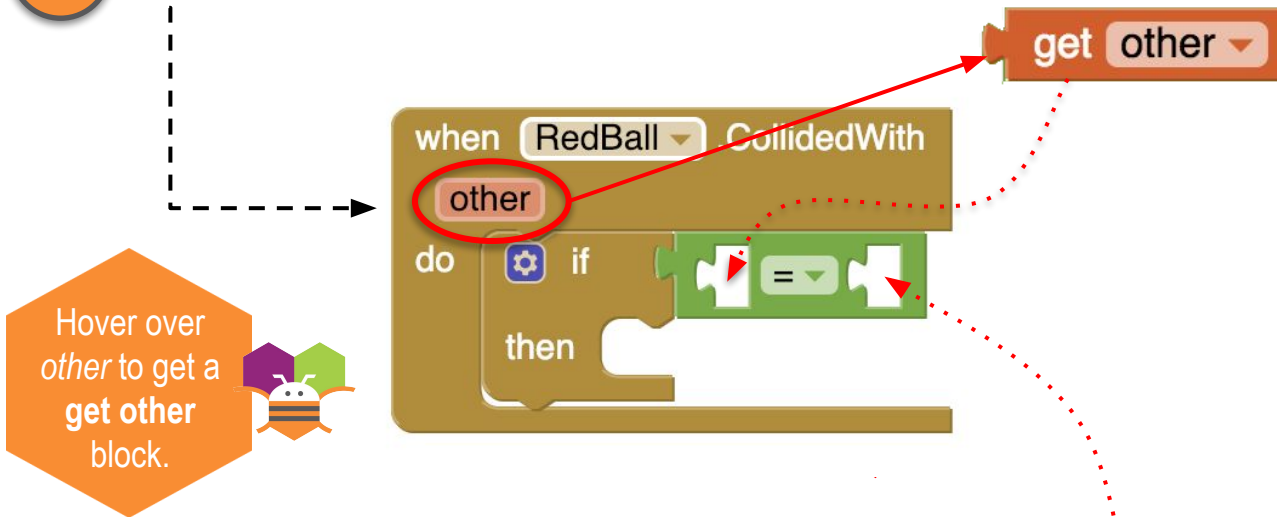 get other
when RedBall .CollidedWith
other
do if =
then
Hover over
other to get a
get other
block.